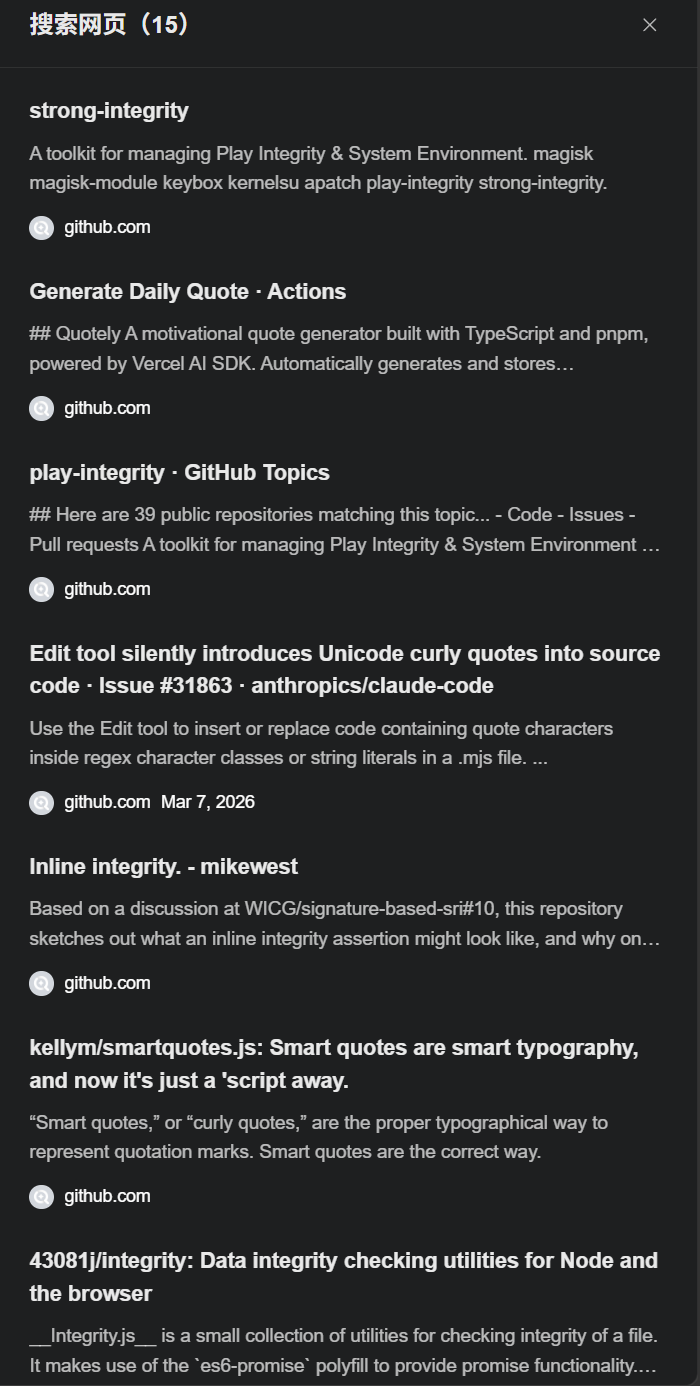 搜索网页（15）
strong-integrity
A toolkit for managing Play Integrity & System Environment. magisk
magisk-module keybox kernelsu apatch play-integrity strong-integrity.
github.com
Generate Daily Quote · Actions
## Quotely A motivational quote generator built with TypeScript and pnpm,
powered by Vercel AI SDK. Automatically generates and stores…
github.com
play-integrity · GitHub Topics
## Here are 39 public repositories matching this topic... - Code - Issues -
Pull requests A toolkit for managing Play Integrity & System Environment …
github.com
Edit tool silently introduces Unicode curly quotes into source
code · Issue #31863 · anthropics/claude-code
Use the Edit tool to insert or replace code containing quote characters
inside regex character classes or string literals in a .mjs file. ...
github.com Mar 7, 2026
Inline integrity. - mikewest
Based on a discussion at WICG/signature-based-sri#10, this repository
sketches out what an inline integrity assertion might look like, and why on…
github.com
kellym/smartquotes.js: Smart quotes are smart typography,
and now it's just a 'script away.
“Smart quotes,” or “curly quotes,” are the proper typographical way to
represent quotation marks. Smart quotes are the correct way.
github.com
43081j/integrity: Data integrity checking utilities for Node and
the browser
__Integrity.js__ is a small collection of utilities for checking integrity of a file.
It makes use of the `es6-promise` polyfill to provide promise functionality.…